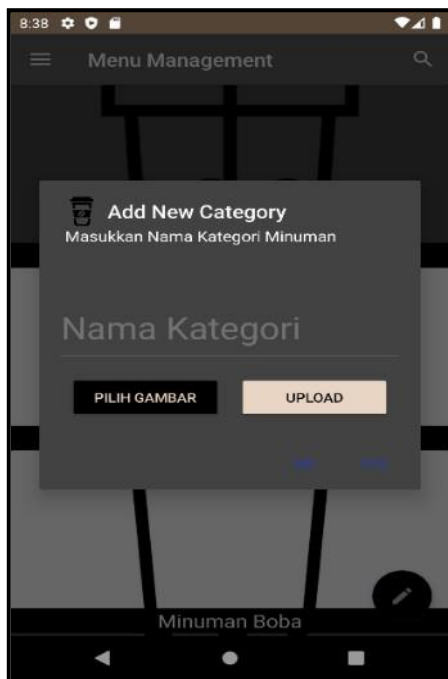 8:38
Menu Management
Add New Category
Masukkan Nama Kategori Minuman
Nama Kategori
PILIH GAMBAR UPLOAD
Minuman Boba